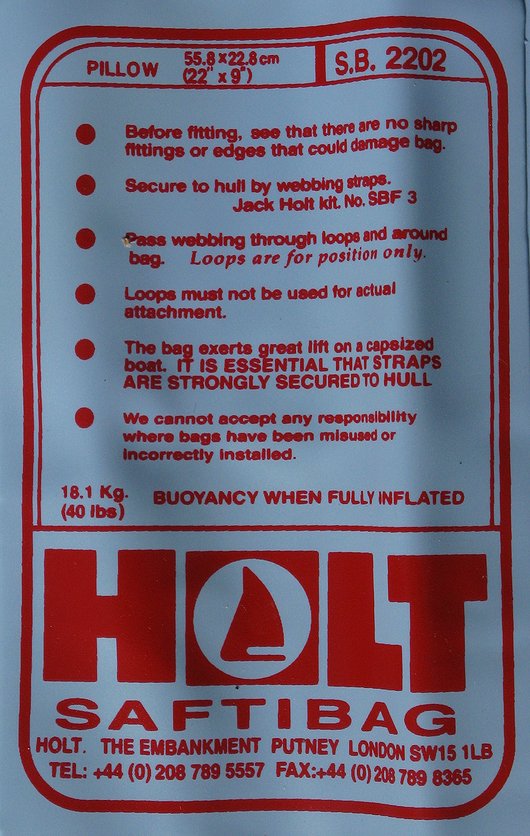 PILLOW 55.8 x 22.8cm
(22" x 9")
S.B. 2202
Before fitting, see that there are no sharp
fittings or edges that could damage bag.
Secure to hull by webbing straps.
Jack Holt kit. No. SBF 3
Pass webbing through loops and around
bag. Loops are for position only.
Loops must not be used for actual
attachment.
The bag exerts great lift on a capsized
boat. IT IS ESSENTIAL THAT STRAPS
ARE STRONGLY SECURED TO HULL
We cannot accept any responsibility
where bags have been misused or
incorrectly installed.
18.1 Kg.
(40 lbs)
BUOYANCY WHEN FULLY INFLATED
HOLT
SAFTIBAG
HOLT. THE EMBANKMENT PUTNEY LONDON SW15 1LB
TEL: +44 (0) 208 789 5557 FAX:+44 (0) 208 789 8365